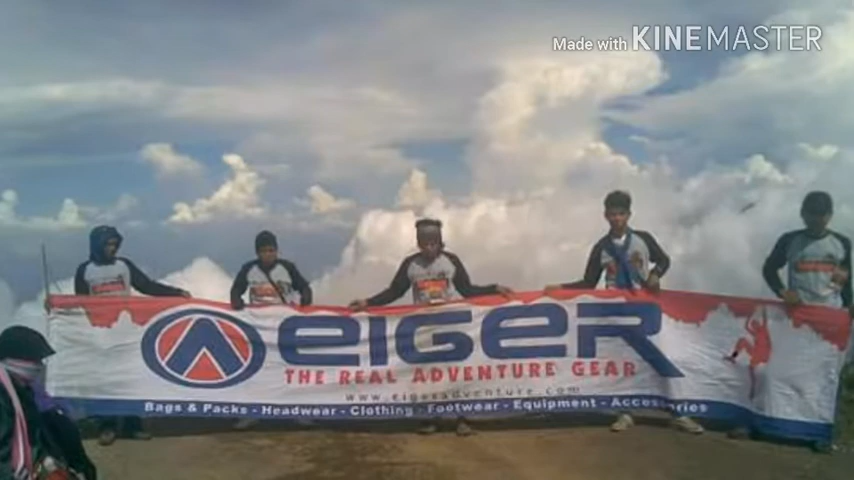 Made with KINEMASTER
EIGER
THE REAL ADVENTURE GEAR
www.eigeradventure.com
Bags & Packs - Headwear - Clothing - Footwear - Equipment - Accessories